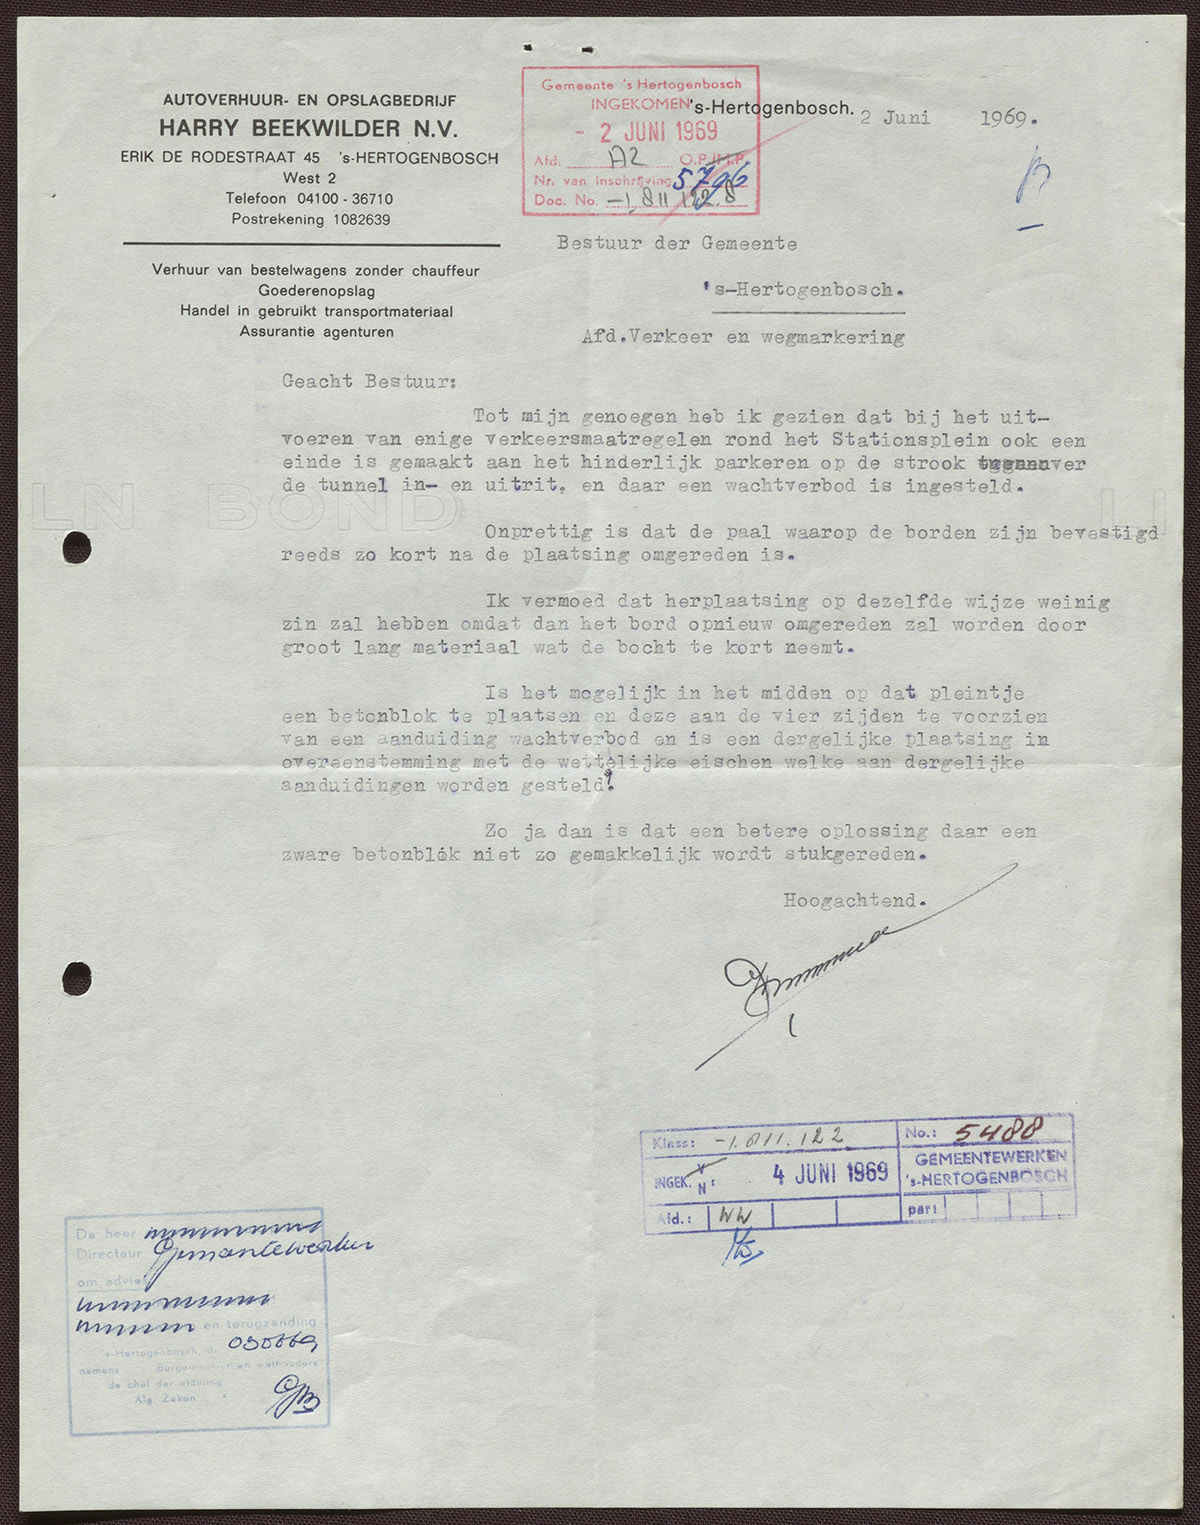 AUTOVERHUUR- EN OPSLAGBEDRIJF
HARRY BEEKWILDER N.V.
ERIK DE RODESTRAAT 45 's-HERTOGENBOSCH
West 2
Telefoon 04100 - 36710
Postrekening 1082639
Verhuur van bestelwagens zonder chauffeur
Goederenopslag
Handel in gebruikt transportmateriaal
Assurantie agenturen
Gemeente 's Hertogenbosch
INGEKOMEN
- 2 JUNI 1969
Afd. A2 O.P./H.P.
Nr. van inschrijving 5796
Doc. No. -1.811.122.8
's-Hertogenbosch. 2 Juni 1969.
Bestuur der Gemeente
's-Hertogenbosch.
Afd.Verkeer en wegmarkering
Geacht Bestuur:
Tot mijn genoegen heb ik gezien dat bij het uit-
voeren van enige verkeersmaatregelen rond het Stationsplein ook een
einde is gemaakt aan het hinderlijk parkeren op de strook
de tunnel in- en uitrit, en daar een wachtverbod is ingesteld.
LN BOND
Onprettig is dat de paal waarop de borden zijn bevestigd
reeds zo kort na de plaatsing omgereden is.
Ik vermoed dat herplaatsing op dezelfde wijze weinig
zin zal hebben omdat dan het bord opnieuw omgereden zal worden door
groot lang materiaal wat de bocht te kort neemt.
Is het mogelijk in het midden op dat pleintje
een betonblok te plaatsen en deze aan de vier zijden te voorzien
van een aanduiding wachtverbod en is een dergelijke plaatsing in
overeenstemming met de wettelijke eischen welke aan dergelijke
aanduidingen worden gesteld?
Zo ja dan is dat een betere oplossing daar een
zware betonblok niet zo gemakkelijk wordt stukgereden.
Hoogachtend.
Klass: -1.811.122 No.: 5488
INGEK. V N : 4 JUNI 1969 GEMEENTEWERKEN
's-HERTOGENBOSCH
Afd.: WW par:
De heer
Directeur Gemeentewerken
om advies
en terugzending
's-Hertogenbosch, de 030669
namens Burgemeester en wethouders
de chef der afdeling
Alg. Zaken